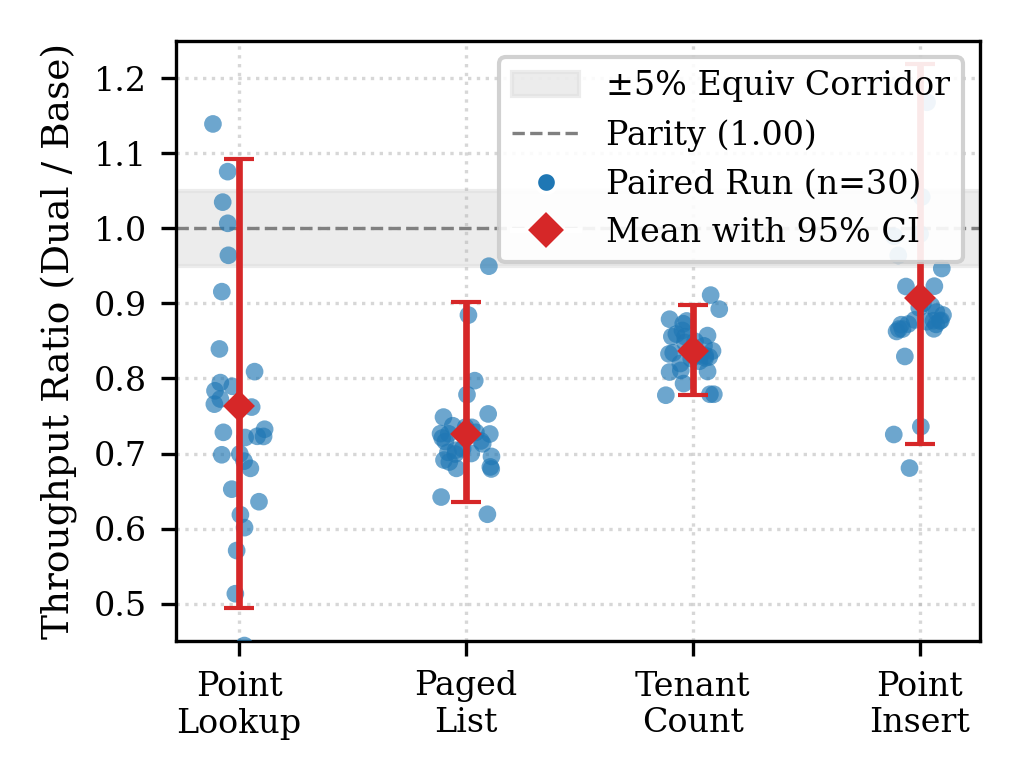 Throughput Ratio (Dual / Base)
1.2
1.1
1.0
0.9
0.8
0.7
0.6
0.5
±5% Equiv Corridor
Parity (1.00)
Paired Run (n=30)
Mean with 95% CI
Point
Lookup
Paged
List
Tenant
Count
Point
Insert